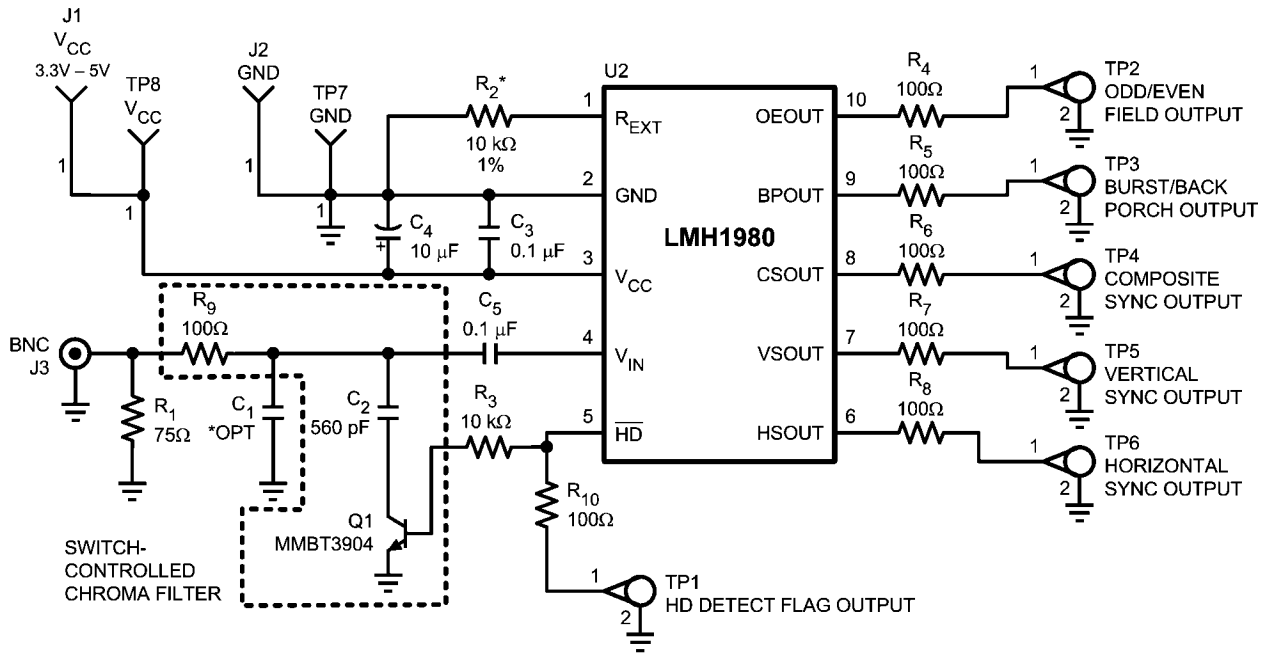 J1
VCC
3.3V – 5V
TP8
VCC
1
1
J2
GND
TP7
GND
1
1
R2*
10 kΩ
1%
C4
10 µF
+
C3
0.1 µF
U2
LMH1980
1
REXT
2
GND
3
VCC
4
VIN
5
HD
10
OEOUT
9
BPOUT
8
CSOUT
7
VSOUT
6
HSOUT
R4
100Ω
R5
100Ω
R6
100Ω
R7
100Ω
R8
100Ω
1
2
TP2
ODD/EVEN
FIELD OUTPUT
1
2
TP3
BURST/BACK
PORCH OUTPUT
1
2
TP4
COMPOSITE
SYNC OUTPUT
1
2
TP5
VERTICAL
SYNC OUTPUT
1
2
TP6
HORIZONTAL
SYNC OUTPUT
BNC
J3
R1
75Ω
R9
100Ω
C1
*OPT
C2
560 pF
C5
0.1 µF
R3
10 kΩ
Q1
MMBT3904
R10
100Ω
1
2
TP1
HD DETECT FLAG OUTPUT
SWITCH-
CONTROLLED
CHROMA FILTER